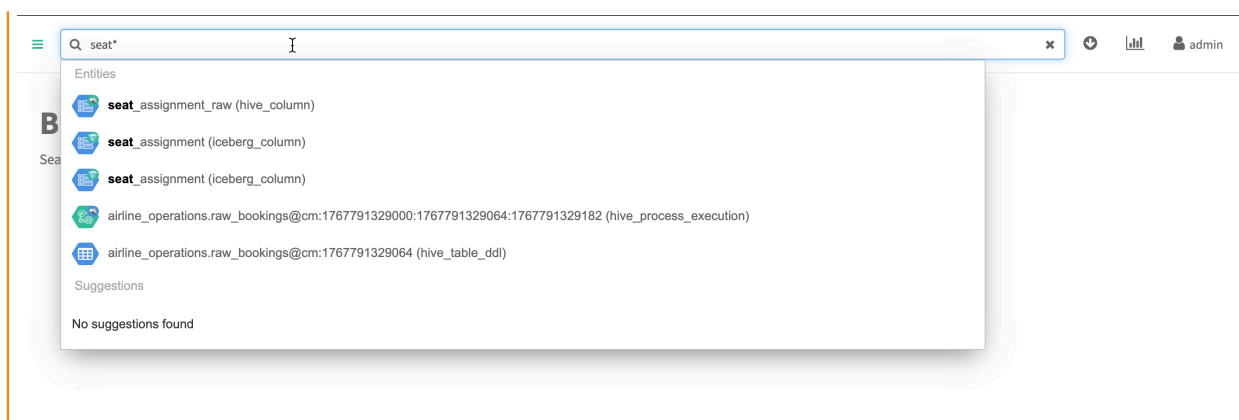 seat*
admin
Entities
B
seat_assignment_raw (hive_column)
seat_assignment (iceberg_column)
Sea
seat_assignment (iceberg_column)
airline_operations.raw_bookings@cm:1767791329000:1767791329064:1767791329182 (hive_process_execution)
airline_operations.raw_bookings@cm:1767791329064 (hive_table_ddl)
Suggestions
No suggestions found